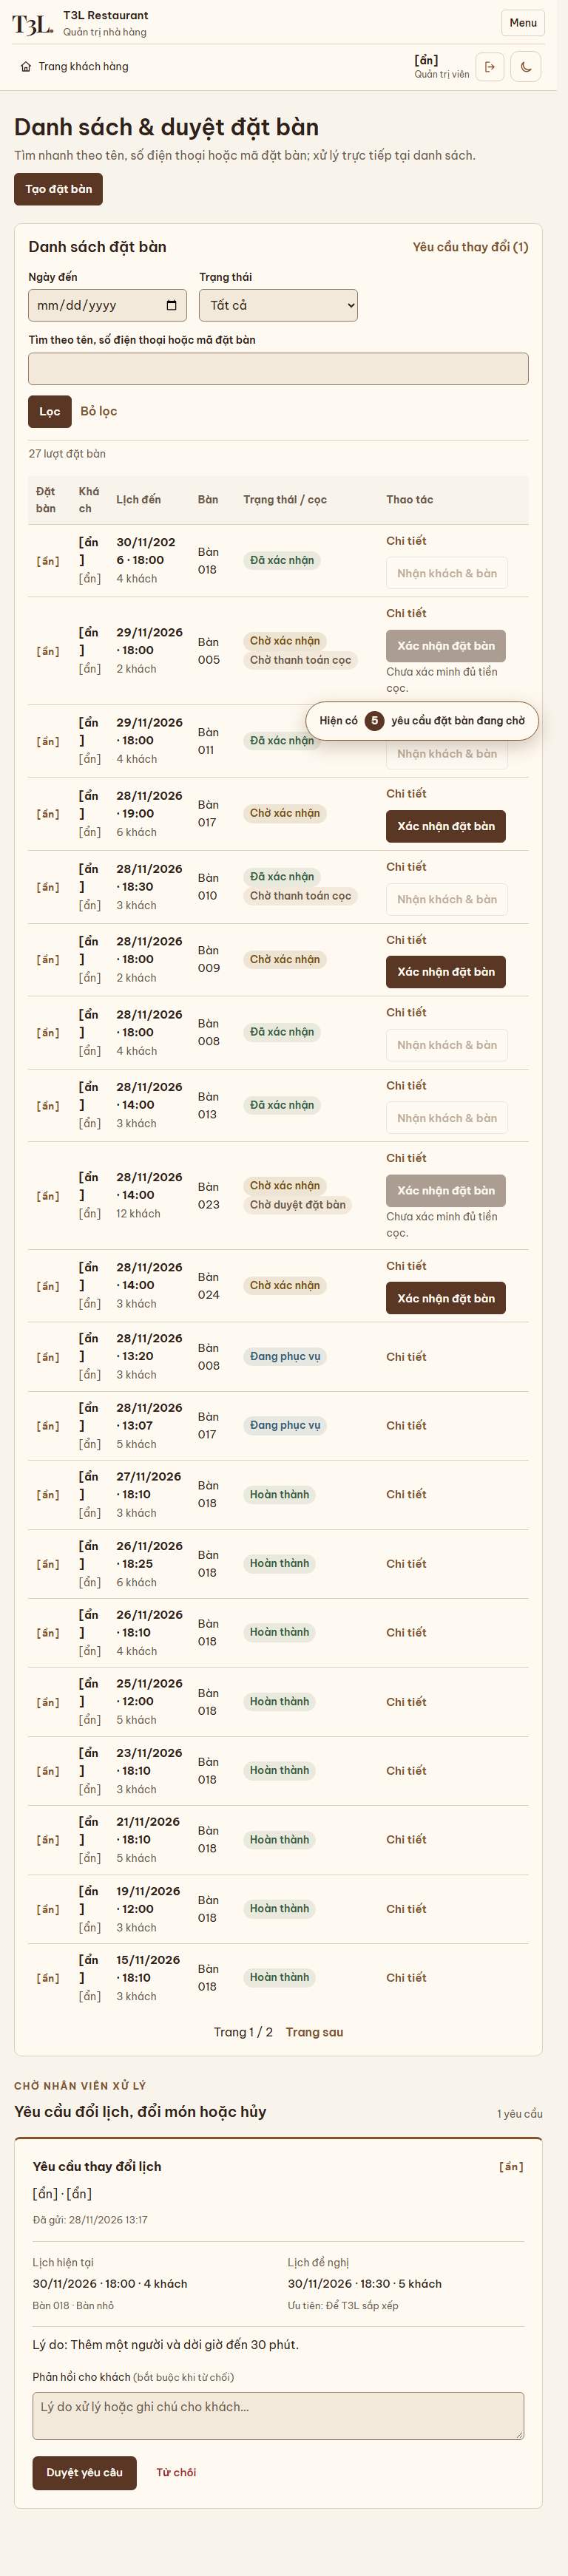 T3L.
T3L Restaurant
Quản trị nhà hàng
Menu
Trang khách hàng
[ẩn]
Quản trị viên
Danh sách & duyệt đặt bàn
Tìm nhanh theo tên, số điện thoại hoặc mã đặt bàn; xử lý trực tiếp tại danh sách.
Tạo đặt bàn
Danh sách đặt bàn
Yêu cầu thay đổi (1)
Ngày đến
Trạng thái
mm/dd/yyyy
Tất cả
Tìm theo tên, số điện thoại hoặc mã đặt bàn
Lọc
Bỏ lọc
27 lượt đặt bàn
Đặt bàn
Khách
Lịch đến
Bàn
Trạng thái / cọc
Thao tác
[ẩn]
[ẩn]
[ẩn]
30/11/2026 · 18:00
4 khách
Bàn 018
Đã xác nhận
Chi tiết
Nhận khách & bàn
[ẩn]
[ẩn]
[ẩn]
29/11/2026 · 18:00
2 khách
Bàn 005
Chờ xác nhận
Chờ thanh toán cọc
Chi tiết
Xác nhận đặt bàn
Chưa xác minh đủ tiền cọc.
[ẩn]
[ẩn]
[ẩn]
29/11/2026 · 18:00
4 khách
Bàn 011
Đã xác nhận
Hiện có 5 yêu cầu đặt bàn đang chờ
Nhận khách & bàn
[ẩn]
[ẩn]
[ẩn]
28/11/2026 · 19:00
6 khách
Bàn 017
Chờ xác nhận
Chi tiết
Xác nhận đặt bàn
[ẩn]
[ẩn]
[ẩn]
28/11/2026 · 18:30
3 khách
Bàn 010
Đã xác nhận
Chờ thanh toán cọc
Chi tiết
Nhận khách & bàn
[ẩn]
[ẩn]
[ẩn]
28/11/2026 · 18:00
2 khách
Bàn 009
Chờ xác nhận
Chi tiết
Xác nhận đặt bàn
[ẩn]
[ẩn]
[ẩn]
28/11/2026 · 18:00
4 khách
Bàn 008
Đã xác nhận
Chi tiết
Nhận khách & bàn
[ẩn]
[ẩn]
[ẩn]
28/11/2026 · 14:00
3 khách
Bàn 013
Đã xác nhận
Chi tiết
Nhận khách & bàn
[ẩn]
[ẩn]
[ẩn]
28/11/2026 · 14:00
12 khách
Bàn 023
Chờ xác nhận
Chờ duyệt đặt bàn
Chi tiết
Xác nhận đặt bàn
Chưa xác minh đủ tiền cọc.
[ẩn]
[ẩn]
[ẩn]
28/11/2026 · 14:00
3 khách
Bàn 024
Chờ xác nhận
Chi tiết
Xác nhận đặt bàn
[ẩn]
[ẩn]
[ẩn]
28/11/2026 · 13:20
3 khách
Bàn 008
Đang phục vụ
Chi tiết
[ẩn]
[ẩn]
[ẩn]
28/11/2026 · 13:07
5 khách
Bàn 017
Đang phục vụ
Chi tiết
[ẩn]
[ẩn]
[ẩn]
27/11/2026 · 18:10
3 khách
Bàn 018
Hoàn thành
Chi tiết
[ẩn]
[ẩn]
[ẩn]
26/11/2026 · 18:25
6 khách
Bàn 018
Hoàn thành
Chi tiết
[ẩn]
[ẩn]
[ẩn]
26/11/2026 · 18:10
4 khách
Bàn 018
Hoàn thành
Chi tiết
[ẩn]
[ẩn]
[ẩn]
25/11/2026 · 12:00
5 khách
Bàn 018
Hoàn thành
Chi tiết
[ẩn]
[ẩn]
[ẩn]
23/11/2026 · 18:10
3 khách
Bàn 018
Hoàn thành
Chi tiết
[ẩn]
[ẩn]
[ẩn]
21/11/2026 · 18:10
5 khách
Bàn 018
Hoàn thành
Chi tiết
[ẩn]
[ẩn]
[ẩn]
19/11/2026 · 12:00
3 khách
Bàn 018
Hoàn thành
Chi tiết
[ẩn]
[ẩn]
[ẩn]
15/11/2026 · 18:10
3 khách
Bàn 018
Hoàn thành
Chi tiết
Trang 1 / 2 Trang sau
CHỜ NHÂN VIÊN XỬ LÝ
Yêu cầu đổi lịch, đổi món hoặc hủy
1 yêu cầu
Yêu cầu thay đổi lịch
[ẩn]
[ẩn] · [ẩn]
Đã gửi: 28/11/2026 13:17
Lịch hiện tại
30/11/2026 · 18:00 · 4 khách
Bàn 018 · Bàn nhỏ
Lịch đề nghị
30/11/2026 · 18:30 · 5 khách
Ưu tiên: Để T3L sắp xếp
Lý do: Thêm một người và dời giờ đến 30 phút.
Phản hồi cho khách (bắt buộc khi từ chối)
Lý do xử lý hoặc ghi chú cho khách...
Duyệt yêu cầu
Từ chối